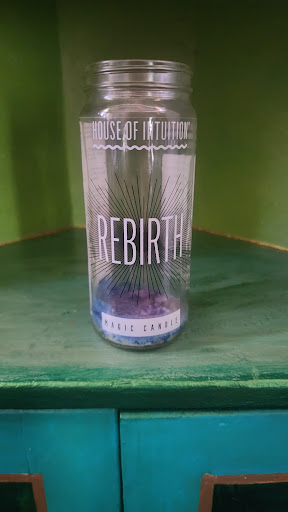 HOUSE OF INTUITION
REBIRTH
MAGIC CANDLE